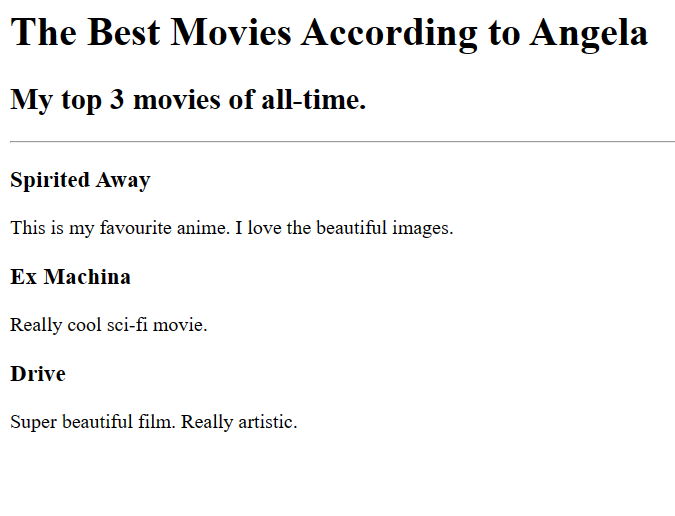 The Best Movies According to Angela
My top 3 movies of all-time.
Spirited Away
This is my favourite anime. I love the beautiful images.
Ex Machina
Really cool sci-fi movie.
Drive
Super beautiful film. Really artistic.